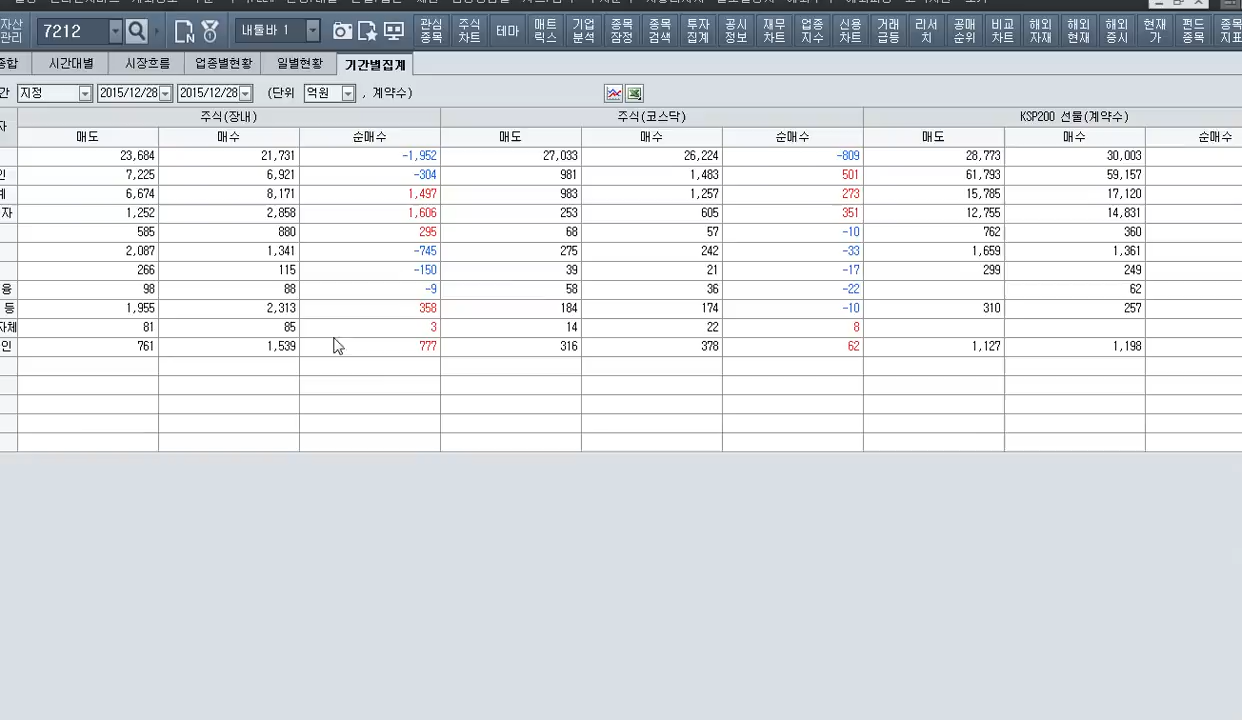 자산 관리 7212 내툴바 1 관심 종목 주식 차트 테마 매트 릭스 기업 분석 종목 잠정 종목 검색 투자 집계 공시 정보 재무 차트 업종 지수 신용 차트 거래 급등 리서 치 공매 순위 비교 차트 해외 자재 해외 현재 해외 증시 현재 가 펀드 종목 종목 지표
종합 시간대별 시장흐름 업종별현황 일별현황 기간별집계
간 지정 2015/12/28 2015/12/28 (단위 억원 , 계약수)
자 주식(장내) 주식(코스닥) KSP200 선물(계약수)
매도 매수 순매수 매도 매수 순매수 매도 매수 순매수
23,684 21,731 -1,952 27,033 26,224 -809 28,773 30,003
인 7,225 6,921 -304 981 1,483 501 61,793 59,157
계 6,674 8,171 1,497 983 1,257 273 15,785 17,120
자 1,252 2,858 1,606 253 605 351 12,755 14,831
585 880 295 68 57 -10 762 360
2,087 1,341 -745 275 242 -33 1,659 1,361
266 115 -150 39 21 -17 299 249
융 98 88 -9 58 36 -22 62
등 1,955 2,313 358 184 174 -10 310 257
자체 81 85 3 14 22 8
인 761 1,539 777 316 378 62 1,127 1,198